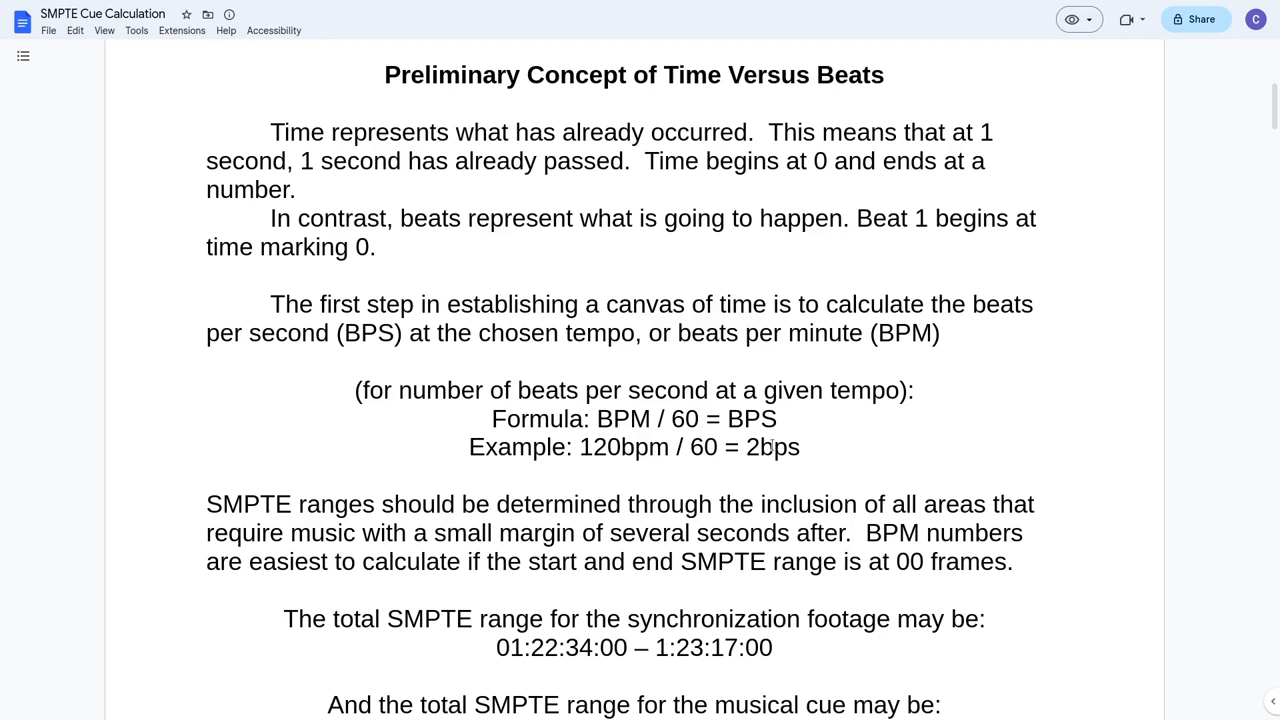 SMPTE Cue Calculation
File Edit View Tools Extensions Help Accessibility
Share
C
Preliminary Concept of Time Versus Beats
Time represents what has already occurred.  This means that at 1
second, 1 second has already passed.  Time begins at 0 and ends at a
number.
In contrast, beats represent what is going to happen. Beat 1 begins at
time marking 0.
The first step in establishing a canvas of time is to calculate the beats
per second (BPS) at the chosen tempo, or beats per minute (BPM)
(for number of beats per second at a given tempo):
Formula: BPM / 60 = BPS
Example: 120bpm / 60 = 2bps
SMPTE ranges should be determined through the inclusion of all areas that
require music with a small margin of several seconds after.  BPM numbers
are easiest to calculate if the start and end SMPTE range is at 00 frames.
The total SMPTE range for the synchronization footage may be:
01:22:34:00 – 1:23:17:00
And the total SMPTE range for the musical cue may be: